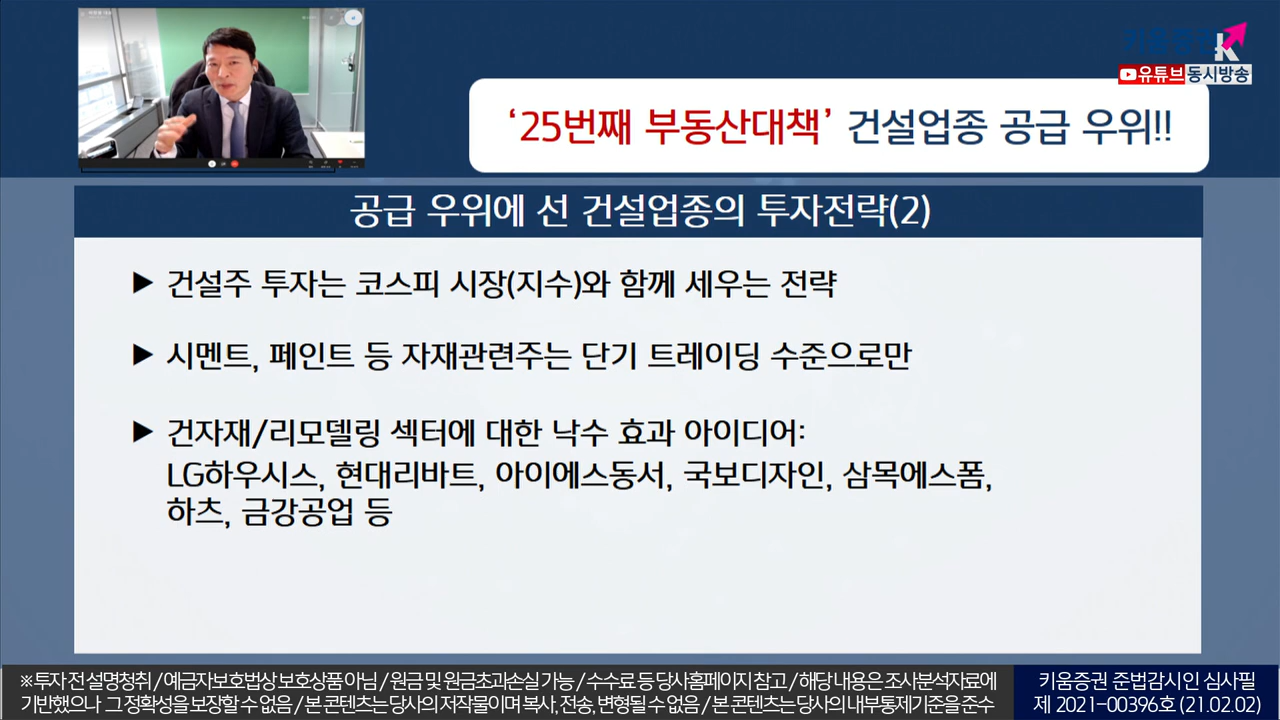 키움증권
유튜브 동시방송
‘25번째 부동산대책’ 건설업종 공급 우위!!
공급 우위에 선 건설업종의 투자전략(2)
▶ 건설주 투자는 코스피 시장(지수)와 함께 세우는 전략
▶ 시멘트, 페인트 등 자재관련주는 단기 트레이딩 수준으로만
▶ 건자재/리모델링 섹터에 대한 낙수 효과 아이디어:
LG하우시스, 현대리바트, 아이에스동서, 국보디자인, 삼목에스폼,
하츠, 금강공업 등
※ 투자 전 설명청취 / 예금자보호법상 보호상품 아님 / 원금 및 원금초과손실 가능 / 수수료 등 당사홈페이지 참고 / 해당 내용은 조사분석자료에
기반했으나 그 정확성을 보장할 수 없음 / 본 콘텐츠는 당사의 저작물이며 복사, 전송, 변형될 수 없음 / 본 콘텐츠는 당사의 내부통제기준을 준수
키움증권 준법감시인 심사필
제 2021-00396호 (21.02.02)